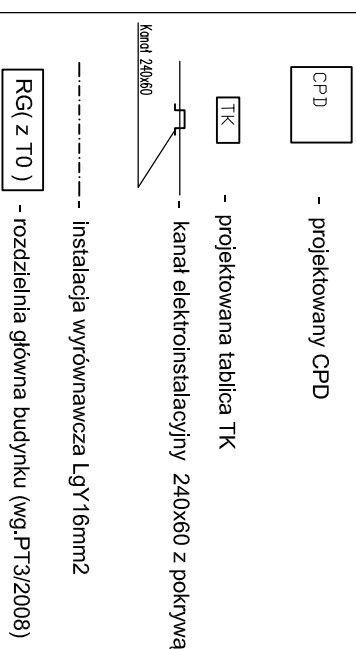 CPD
- projektowany CPD
TK
- projektowana tablica TK
Kanał 240x60
- kanał elektroinstalacyjny 240x60 z pokrywą
- instalacja wyrównawcza LgY16mm2
RG( z T0 )
- rozdzielnia główna budynku (wg.PT3/2008)